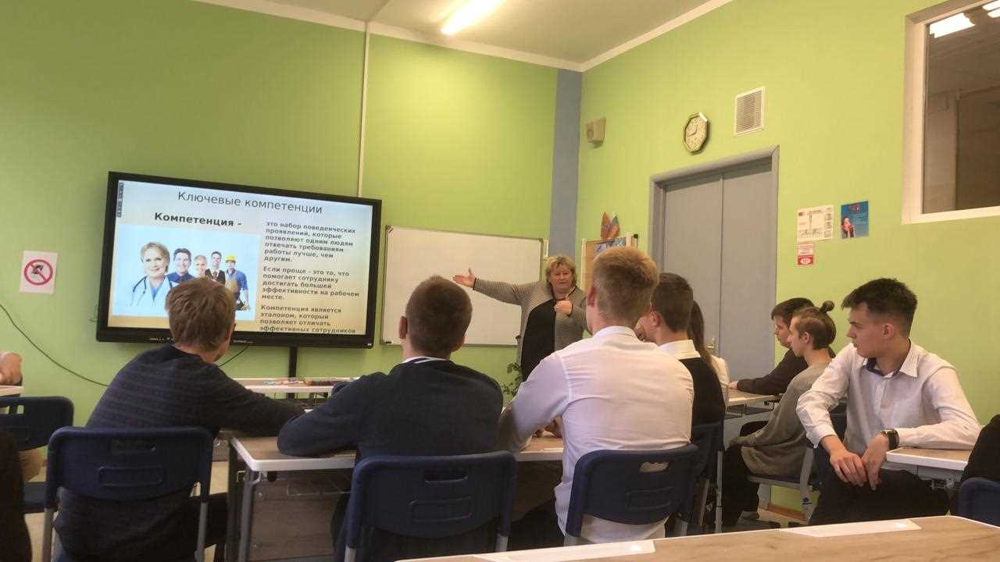 Ключевые компетенции
Компетенция -
это набор поведенческих
проявлений, которые
позволяют одним людям
отвечать требованиям
работы лучше, чем
другим.
Если проще - это то, что
помогает сотруднику
достигать большей
эффективности на рабочем
месте.
Компетенция является
эталоном, который
позволяет отличать
эффективных сотрудников